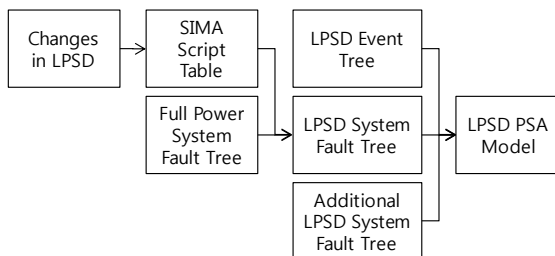 Changes
in LPSD
SIMA
Script
Table
Full Power
System
Fault Tree
LPSD Event
Tree
LPSD System
Fault Tree
Additional
LPSD System
Fault Tree
LPSD PSA
Model